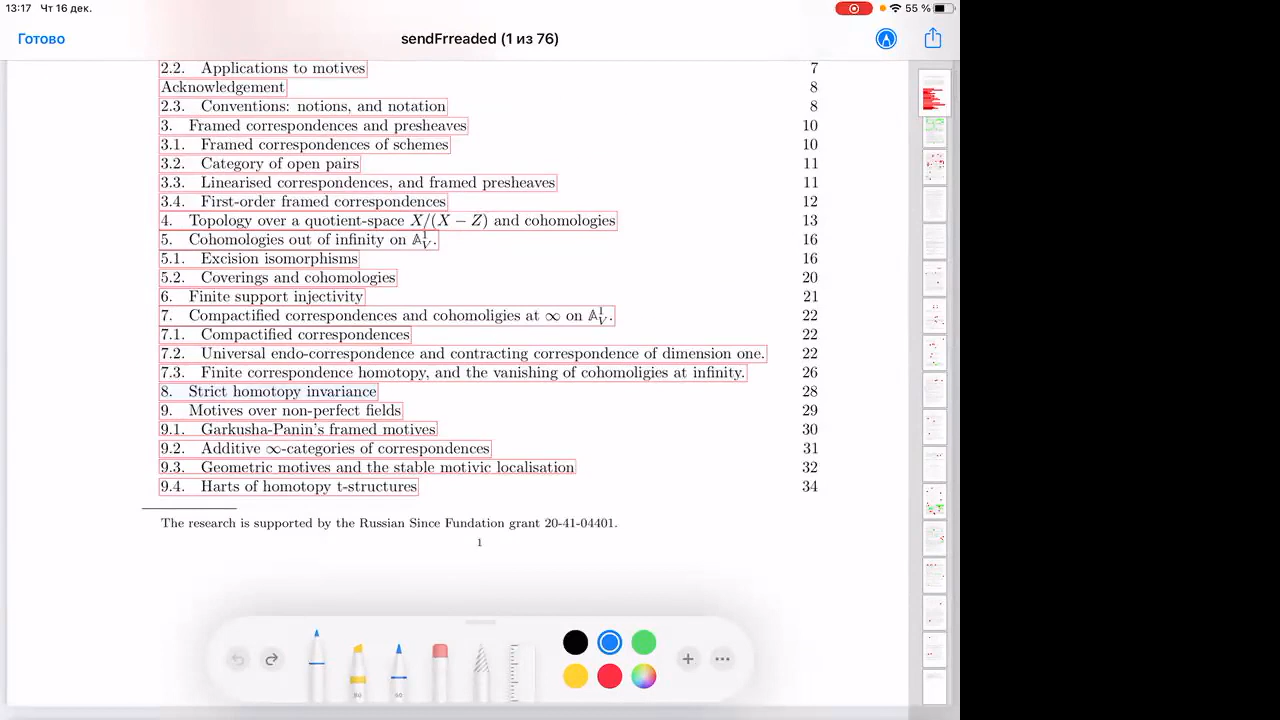 13:17 Чт 16 дек. 55 %
Готово sendFrreaded (1 из 76)
2.2. Applications to motives 7
Acknowledgement 8
2.3. Conventions: notions, and notation 8
3. Framed correspondences and presheaves 10
3.1. Framed correspondences of schemes 10
3.2. Category of open pairs 11
3.3. Linearised correspondences, and framed presheaves 11
3.4. First-order framed correspondences 12
4. Topology over a quotient-space X/(X − Z) and cohomologies 13
5. Cohomologies out of infinity on 𝔸¹_V. 16
5.1. Excision isomorphisms 16
5.2. Coverings and cohomologies 20
6. Finite support injectivity 21
7. Compactified correspondences and cohomoligies at ∞ on 𝔸¹_V. 22
7.1. Compactified correspondences 22
7.2. Universal endo-correspondence and contracting correspondence of dimension one. 22
7.3. Finite correspondence homotopy, and the vanishing of cohomoligies at infinity. 26
8. Strict homotopy invariance 28
9. Motives over non-perfect fields 29
9.1. Garkusha-Panin's framed motives 30
9.2. Additive ∞-categories of correspondences 31
9.3. Geometric motives and the stable motivic localisation 32
9.4. Harts of homotopy t-structures 34
The research is supported by the Russian Since Fundation grant 20-41-04401.
1
80 50